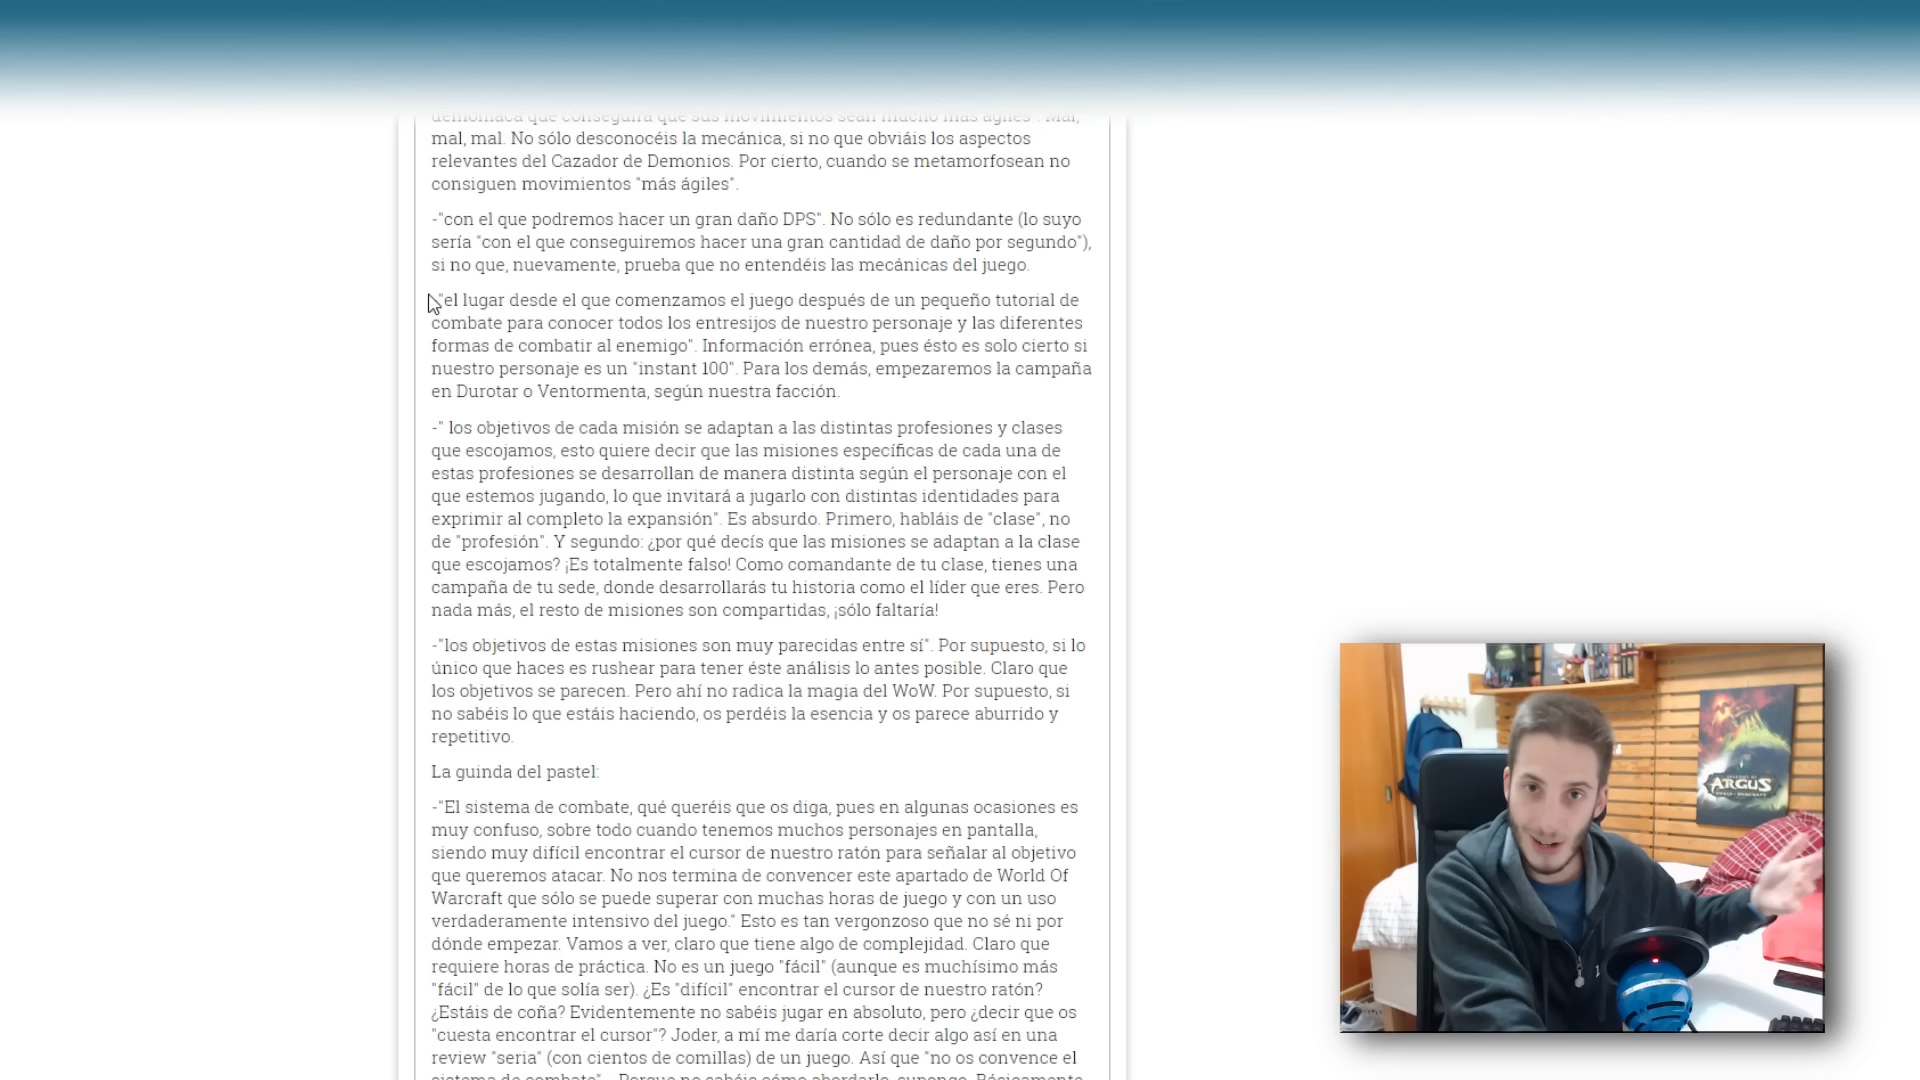 demoníaca que conseguirá que sus movimientos sean mucho más ágiles". Mal,
mal, mal. No sólo desconocéis la mecánica, si no que obviáis los aspectos
relevantes del Cazador de Demonios. Por cierto, cuando se metamorfosean no
consiguen movimientos "más ágiles".
-"con el que podremos hacer un gran daño DPS". No sólo es redundante (lo suyo
sería "con el que conseguiremos hacer una gran cantidad de daño por segundo"),
si no que, nuevamente, prueba que no entendéis las mecánicas del juego.
"el lugar desde el que comenzamos el juego después de un pequeño tutorial de
combate para conocer todos los entresijos de nuestro personaje y las diferentes
formas de combatir al enemigo". Información errónea, pues ésto es solo cierto si
nuestro personaje es un "instant 100". Para los demás, empezaremos la campaña
en Durotar o Ventormenta, según nuestra facción.
-" los objetivos de cada misión se adaptan a las distintas profesiones y clases
que escojamos, esto quiere decir que las misiones específicas de cada una de
estas profesiones se desarrollan de manera distinta según el personaje con el
que estemos jugando, lo que invitará a jugarlo con distintas identidades para
exprimir al completo la expansión". Es absurdo. Primero, habláis de "clase", no
de "profesión". Y segundo: ¿por qué decís que las misiones se adaptan a la clase
que escojamos? ¡Es totalmente falso! Como comandante de tu clase, tienes una
campaña de tu sede, donde desarrollarás tu historia como el líder que eres. Pero
nada más, el resto de misiones son compartidas, ¡sólo faltaría!
-"los objetivos de estas misiones son muy parecidas entre sí". Por supuesto, si lo
único que haces es rushear para tener éste análisis lo antes posible. Claro que
los objetivos se parecen. Pero ahí no radica la magia del WoW. Por supuesto, si
no sabéis lo que estáis haciendo, os perdéis la esencia y os parece aburrido y
repetitivo.
La guinda del pastel:
-"El sistema de combate, qué queréis que os diga, pues en algunas ocasiones es
muy confuso, sobre todo cuando tenemos muchos personajes en pantalla,
siendo muy difícil encontrar el cursor de nuestro ratón para señalar al objetivo
que queremos atacar. No nos termina de convencer este apartado de World Of
Warcraft que sólo se puede superar con muchas horas de juego y con un uso
verdaderamente intensivo del juego." Esto es tan vergonzoso que no sé ni por
dónde empezar. Vamos a ver, claro que tiene algo de complejidad. Claro que
requiere horas de práctica. No es un juego "fácil" (aunque es muchísimo más
"fácil" de lo que solía ser). ¿Es "difícil" encontrar el cursor de nuestro ratón?
¿Estáis de coña? Evidentemente no sabéis jugar en absoluto, pero ¿decir que os
"cuesta encontrar el cursor"? Joder, a mí me daría corte decir algo así en una
review "seria" (con cientos de comillas) de un juego. Así que "no os convence el
sistema de combate"... Porque no sabéis cómo abordarlo, supongo. Básicamente
ARGUS